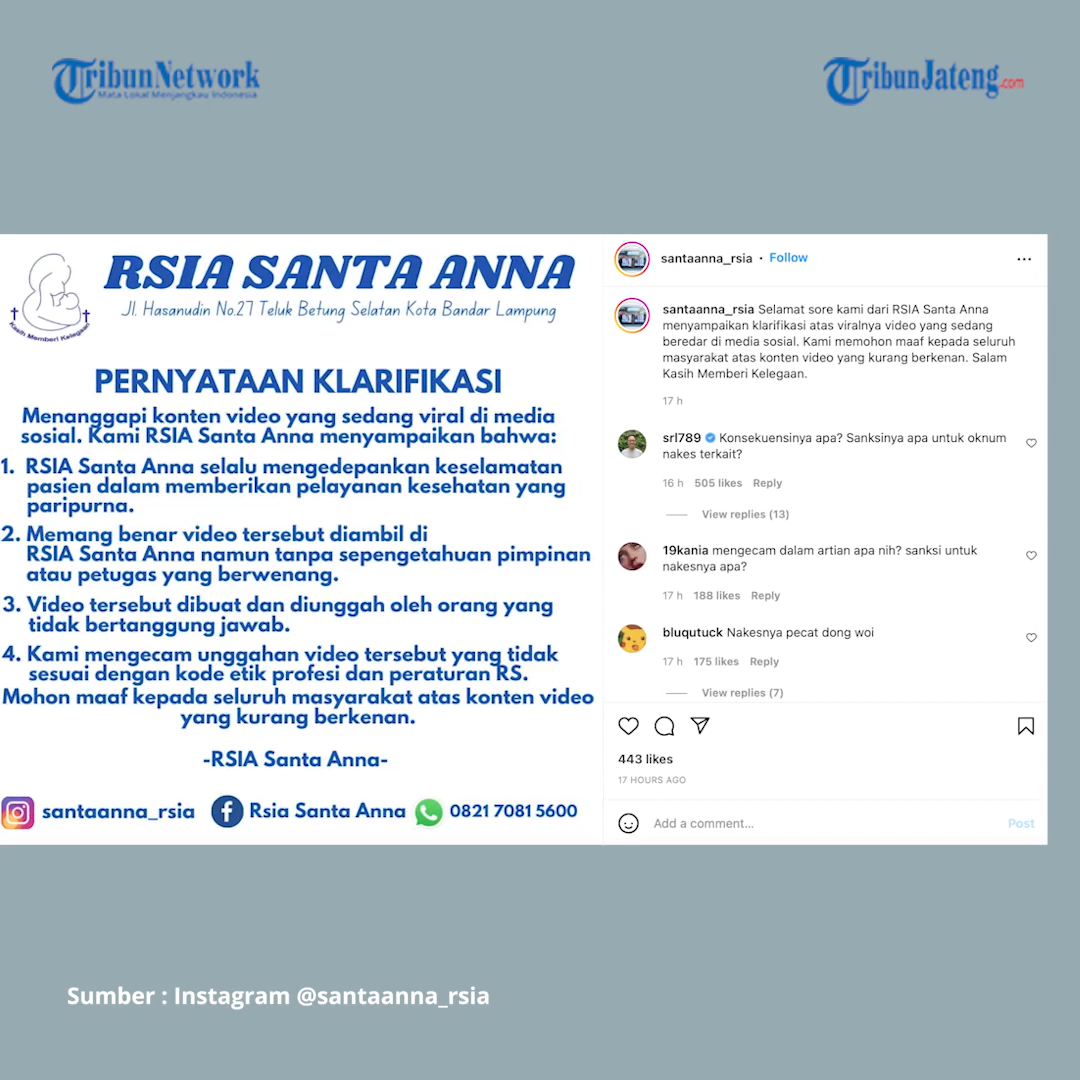 TribunNetwork
Mata Lokal Menjangkau Indonesia
TribunJateng.com
RSIA SANTA ANNA
Jl. Hasanudin No.27 Teluk Betung Selatan Kota Bandar Lampung
Kasih Memberi Kelegaan
PERNYATAAN KLARIFIKASI
Menanggapi konten video yang sedang viral di media
sosial. Kami RSIA Santa Anna menyampaikan bahwa:
1. RSIA Santa Anna selalu mengedepankan keselamatan
pasien dalam memberikan pelayanan kesehatan yang
paripurna.
2. Memang benar video tersebut diambil di
RSIA Santa Anna namun tanpa sepengetahuan pimpinan
atau petugas yang berwenang.
3. Video tersebut dibuat dan diunggah oleh orang yang
tidak bertanggung jawab.
4. Kami mengecam unggahan video tersebut yang tidak
sesuai dengan kode etik profesi dan peraturan RS.
Mohon maaf kepada seluruh masyarakat atas konten video
yang kurang berkenan.
-RSIA Santa Anna-
santaanna_rsia Rsia Santa Anna 0821 7081 5600
santaanna_rsia • Follow
santaanna_rsia Selamat sore kami dari RSIA Santa Anna
menyampaikan klarifikasi atas viralnya video yang sedang
beredar di media sosial. Kami memohon maaf kepada seluruh
masyarakat atas konten video yang kurang berkenan. Salam
Kasih Memberi Kelegaan.
17 h
srl789 Konsekuensinya apa? Sanksinya apa untuk oknum
nakes terkait?
16 h 505 likes Reply
View replies (13)
19kania mengecam dalam artian apa nih? sanksi untuk
nakesnya apa?
17 h 188 likes Reply
bluqutuck Nakesnya pecat dong woi
17 h 175 likes Reply
View replies (7)
443 likes
17 HOURS AGO
Add a comment...
Post
Sumber : Instagram @santaanna_rsia